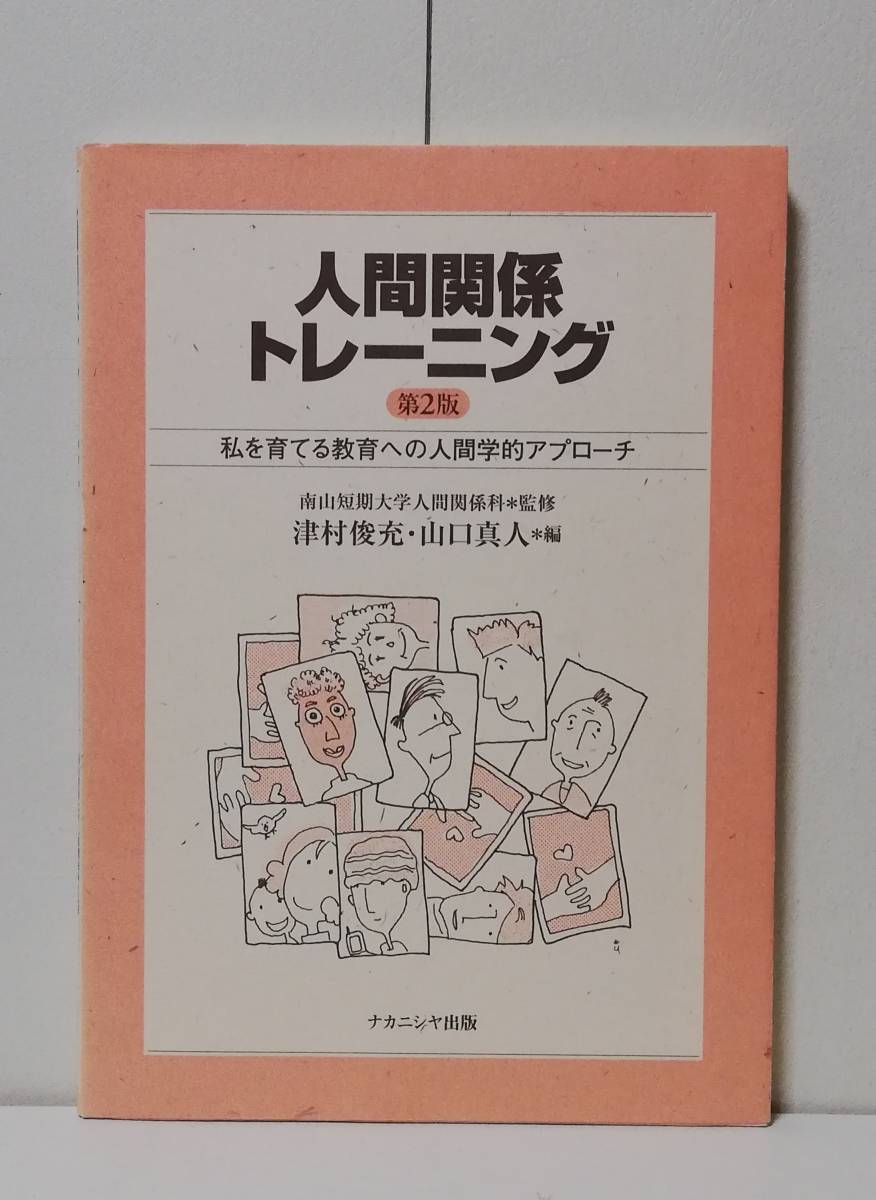 人間関係
トレーニング
第2版
私を育てる教育への人間学的アプローチ
南山短期大学人間関係科*監修
津村俊充・山口真人*編
ナカニシヤ出版